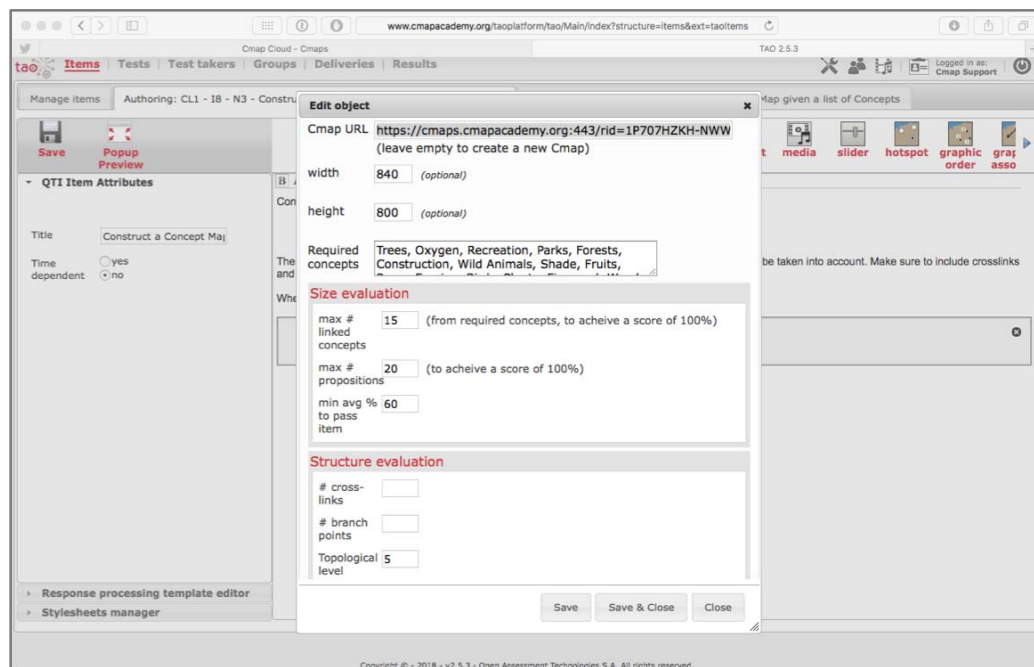 www.cmapacademy.org/taoplatform/tao/Main/index?structure=items&ext=taoItems
Cmap Cloud - Cmaps
TAO 2.5.3
tao Items | Tests | Test takers | Groups | Deliveries | Results
Logged in as:
Cmap Support
Manage items
Authoring: CL1 - I8 - N3 - Constru
Map given a list of Concepts
Edit object
Save
Popup
Preview
media
slider
hotspot
graphic
order
asso
QTI Item Attributes
Title
Construct a Concept Map
Time
dependent
yes
no
B
Con
The
and
Whe
be taken into account. Make sure to include crosslinks
Cmap URL
https://cmaps.cmapacademy.org:443/rid=1P707HZKH-NWW
(leave empty to create a new Cmap)
width 840 (optional)
height 800 (optional)
Required
concepts
Trees, Oxygen, Recreation, Parks, Forests,
Construction, Wild Animals, Shade, Fruits,
Size evaluation
max #
linked
concepts
15 (from required concepts, to acheive a score of 100%)
max #
propositions
20 (to acheive a score of 100%)
min avg %
to pass
item
60
Structure evaluation
# cross-
links
# branch
points
Topological
level
5
Response processing template editor
Stylesheets manager
Save
Save & Close
Close
Copyright © - 2018 - v2.5.3 - Open Assessment Technologies S.A. All rights reserved.